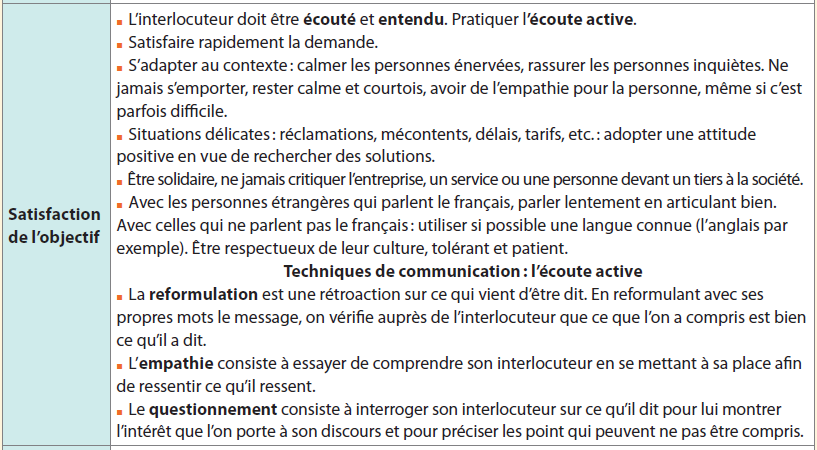 Satisfaction
de l'objectif
▪ L'interlocuteur doit être écouté et entendu. Pratiquer l'écoute active.
▪ Satisfaire rapidement la demande.
▪ S'adapter au contexte : calmer les personnes énervées, rassurer les personnes inquiètes. Ne
jamais s'emporter, rester calme et courtois, avoir de l'empathie pour la personne, même si c'est
parfois difficile.
▪ Situations délicates : réclamations, mécontents, délais, tarifs, etc. : adopter une attitude
positive en vue de rechercher des solutions.
▪ Être solidaire, ne jamais critiquer l'entreprise, un service ou une personne devant un tiers à la société.
▪ Avec les personnes étrangères qui parlent le français, parler lentement en articulant bien.
Avec celles qui ne parlent pas le français : utiliser si possible une langue connue (l'anglais par
exemple). Être respectueux de leur culture, tolérant et patient.
Techniques de communication : l'écoute active
▪ La reformulation est une rétroaction sur ce qui vient d'être dit. En reformulant avec ses
propres mots le message, on vérifie auprès de l'interlocuteur que ce que l'on a compris est bien
ce qu'il a dit.
▪ L'empathie consiste à essayer de comprendre son interlocuteur en se mettant à sa place afin
de ressentir ce qu'il ressent.
▪ Le questionnement consiste à interroger son interlocuteur sur ce qu'il dit pour lui montrer
l'intérêt que l'on porte à son discours et pour préciser les point qui peuvent ne pas être compris.